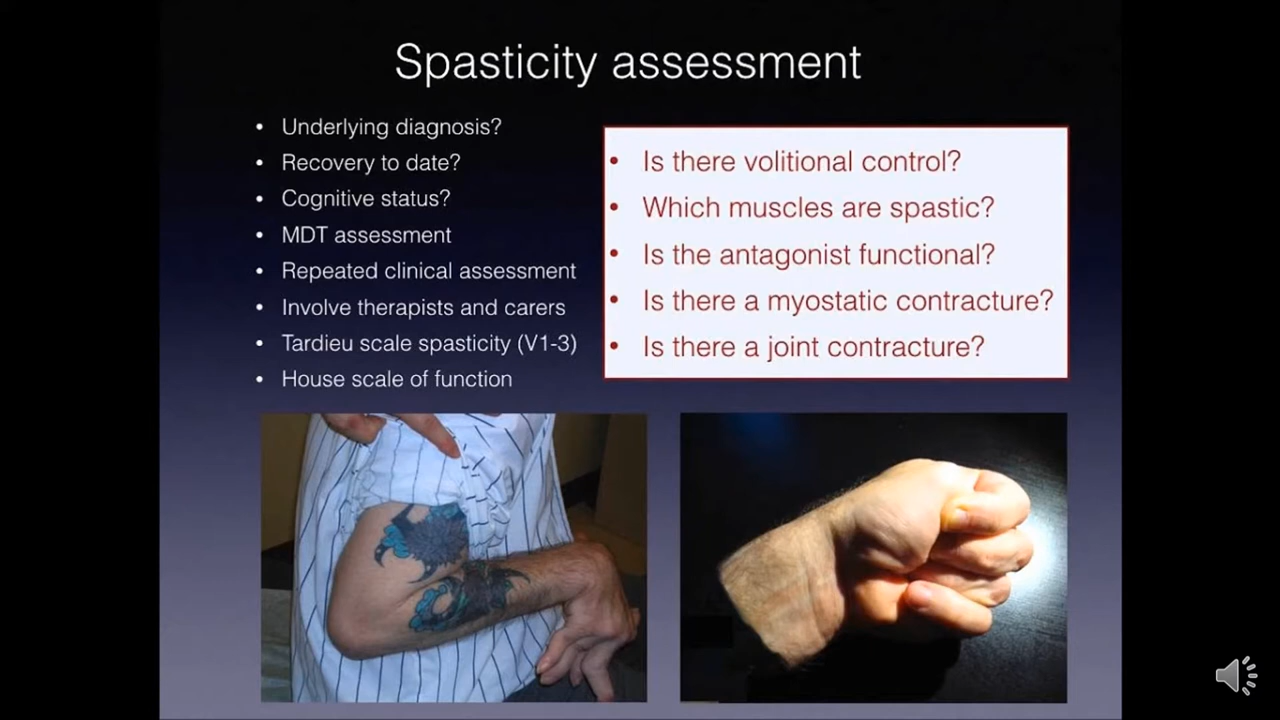 Spasticity assessment
• Underlying diagnosis?
• Recovery to date?
• Cognitive status?
• MDT assessment
• Repeated clinical assessment
• Involve therapists and carers
• Tardieu scale spasticity (V1-3)
• House scale of function
• Is there volitional control?
• Which muscles are spastic?
• Is the antagonist functional?
• Is there a myostatic contracture?
• Is there a joint contracture?